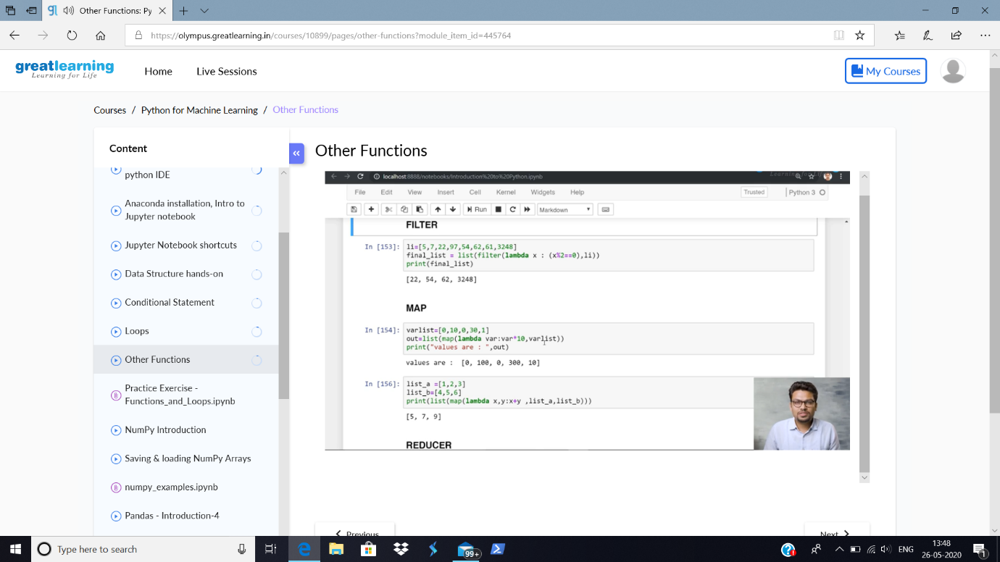 Other Functions: Py
https://olympus.greatlearning.in/courses/10899/pages/other-functions?module_item_id=445764
greatlearning
Learning for Life
Home
Live Sessions
My Courses
Courses / Python for Machine Learning / Other Functions
Content
python IDE
Anaconda installation, Intro to
Jupyter notebook
Jupyter Notebook shortcuts
Data Structure hands-on
Conditional Statement
Loops
Other Functions
Practice Exercise -
Functions_and_Loops.ipynb
NumPy Introduction
Saving & loading NumPy Arrays
numpy_examples.ipynb
Pandas - Introduction-4
Other Functions
localhost:8888/notebooks/Introduction%20to%20Python.ipynb
Learning for Life
File Edit View Insert Cell Kernel Widgets Help
Trusted
Python 3
Run
Markdown
FILTER
In [153]: li=[5,7,22,97,54,62,61,3248]
final_list = list(filter(lambda x : (x%2==0),li))
print(final_list)
[22, 54, 62, 3248]
MAP
In [154]: varlist=[0,10,0,30,1]
out=list(map(lambda var:var*10,varlist))
print("values are : ",out)
values are :  [0, 100, 0, 300, 10]
In [156]: list_a =[1,2,3]
list_b=[4,5,6]
print(list(map(lambda x,y:x+y ,list_a,list_b)))
[5, 7, 9]
REDUCER
Previous
Next
Type here to search
99+
ENG
13:48
26-05-2020
1